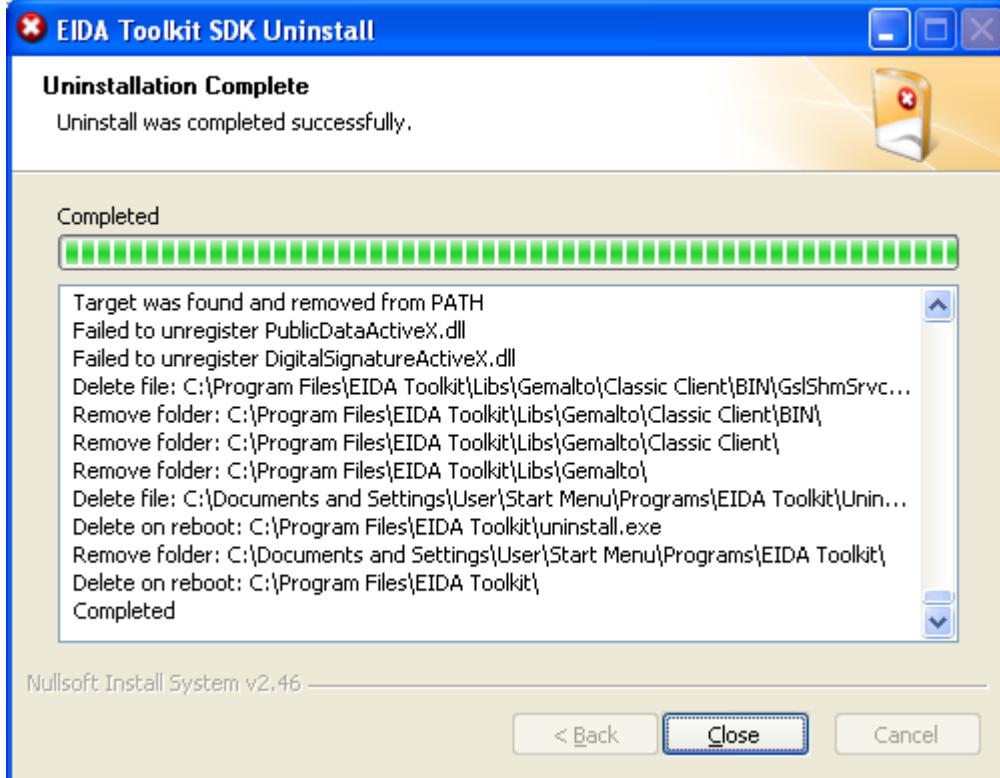 EIDA Toolkit SDK Uninstall
Uninstallation Complete
Uninstall was completed successfully.
Completed
Target was found and removed from PATH
Failed to unregister PublicDataActiveX.dll
Failed to unregister DigitalSignatureActiveX.dll
Delete file: C:\Program Files\EIDA Toolkit\Libs\Gemalto\Classic Client\BIN\GslShmSrvc...
Remove folder: C:\Program Files\EIDA Toolkit\Libs\Gemalto\Classic Client\BIN\
Remove folder: C:\Program Files\EIDA Toolkit\Libs\Gemalto\Classic Client\
Remove folder: C:\Program Files\EIDA Toolkit\Libs\Gemalto\
Delete file: C:\Documents and Settings\User\Start Menu\Programs\EIDA Toolkit\Unin...
Delete on reboot: C:\Program Files\EIDA Toolkit\uninstall.exe
Remove folder: C:\Documents and Settings\User\Start Menu\Programs\EIDA Toolkit\
Delete on reboot: C:\Program Files\EIDA Toolkit\
Completed
Nullsoft Install System v2.46
< Back Close Cancel